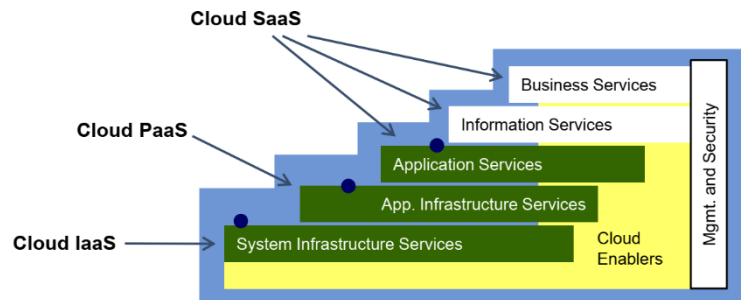 Cloud SaaS
Business Services
Information Services
Cloud PaaS
Application Services
App. Infrastructure Services
Cloud IaaS
System Infrastructure Services
Cloud
Enablers
Mgmt. and Security